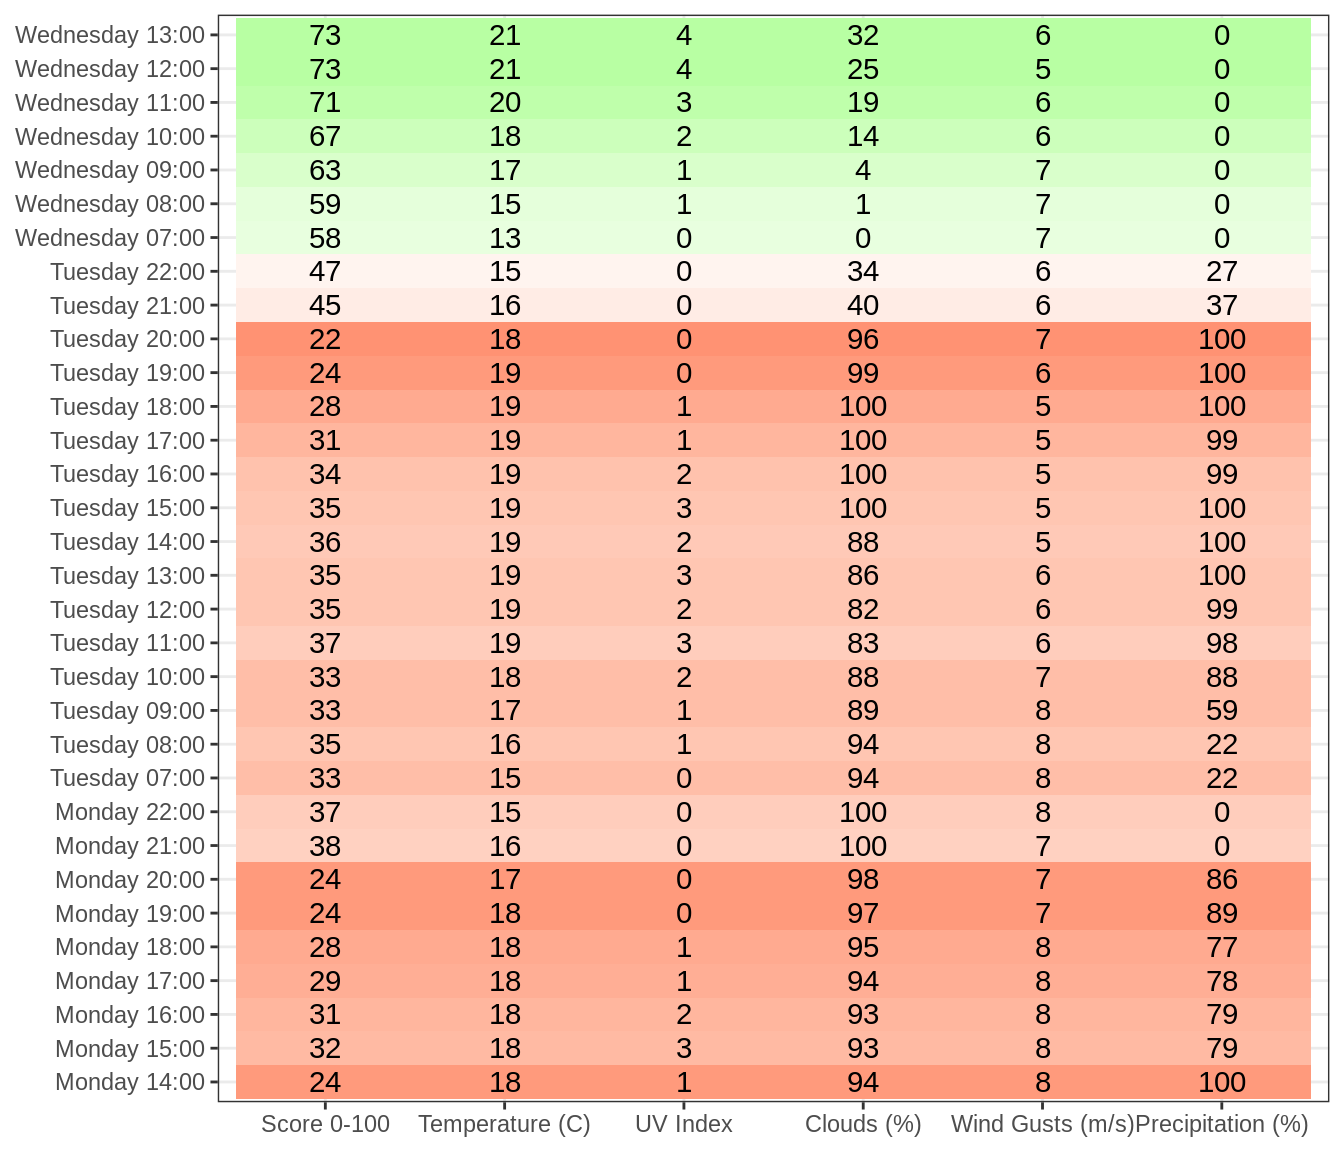 Wednesday 13:00 73 21 4 32 6 0
Wednesday 12:00 73 21 4 25 5 0
Wednesday 11:00 71 20 3 19 6 0
Wednesday 10:00 67 18 2 14 6 0
Wednesday 09:00 63 17 1 4 7 0
Wednesday 08:00 59 15 1 1 7 0
Wednesday 07:00 58 13 0 0 7 0
Tuesday 22:00 47 15 0 34 6 27
Tuesday 21:00 45 16 0 40 6 37
Tuesday 20:00 22 18 0 96 7 100
Tuesday 19:00 24 19 0 99 6 100
Tuesday 18:00 28 19 1 100 5 100
Tuesday 17:00 31 19 1 100 5 99
Tuesday 16:00 34 19 2 100 5 99
Tuesday 15:00 35 19 3 100 5 100
Tuesday 14:00 36 19 2 88 5 100
Tuesday 13:00 35 19 3 86 6 100
Tuesday 12:00 35 19 2 82 6 99
Tuesday 11:00 37 19 3 83 6 98
Tuesday 10:00 33 18 2 88 7 88
Tuesday 09:00 33 17 1 89 8 59
Tuesday 08:00 35 16 1 94 8 22
Tuesday 07:00 33 15 0 94 8 22
Monday 22:00 37 15 0 100 8 0
Monday 21:00 38 16 0 100 7 0
Monday 20:00 24 17 0 98 7 86
Monday 19:00 24 18 0 97 7 89
Monday 18:00 28 18 1 95 8 77
Monday 17:00 29 18 1 94 8 78
Monday 16:00 31 18 2 93 8 79
Monday 15:00 32 18 3 93 8 79
Monday 14:00 24 18 1 94 8 100
Score 0-100 Temperature (C) UV Index Clouds (%) Wind Gusts (m/s) Precipitation (%)